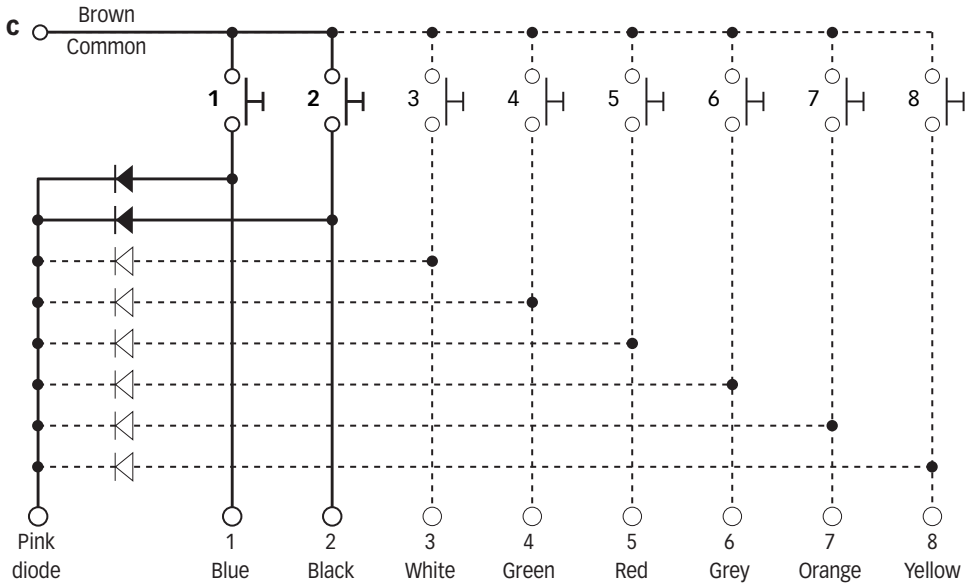 Brown
C
Common
1 2 3 4 5 6 7 8
Pink 1 2 3 4 5 6 7 8
diode Blue Black White Green Red Grey Orange Yellow